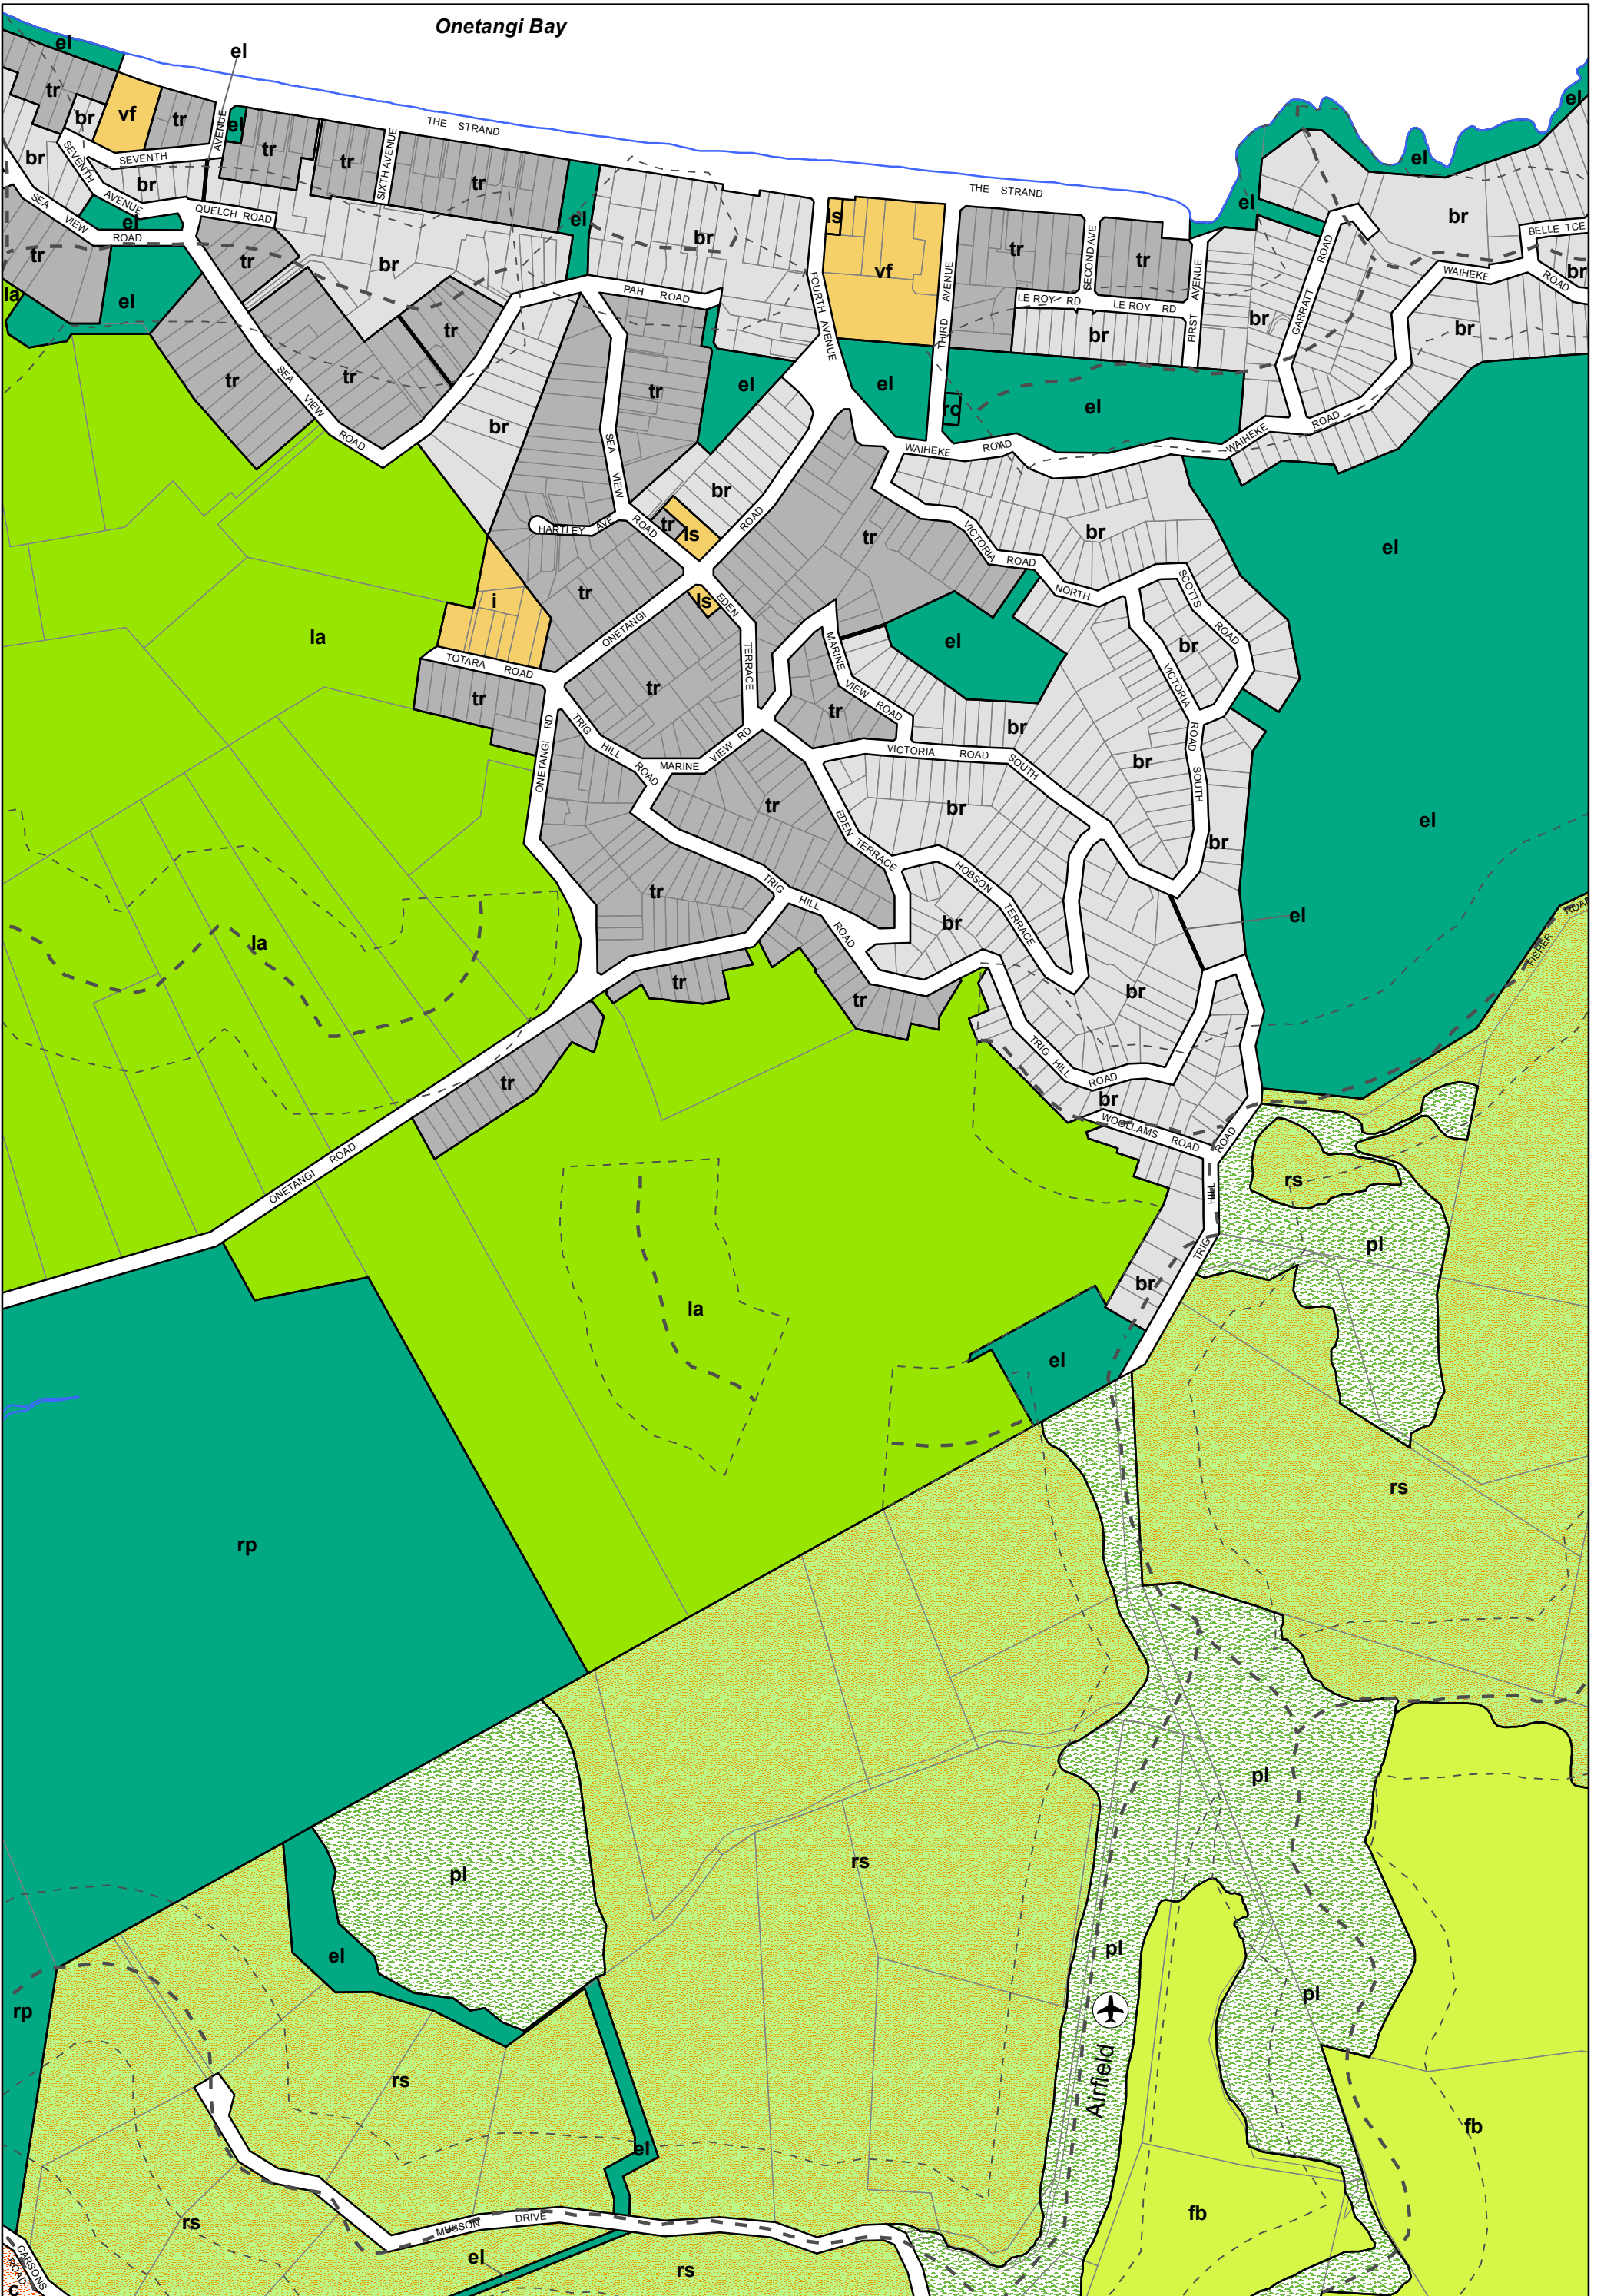 Onetangi Bay
el
el
tr
br
vf
tr
AVENUE
el
tr
tr
SIXTH AVENUE
tr
THE STRAND
el
el
SEVENTH
SEVENTH
AVENUE
br
br
SEA
VIEW
ROAD
el
QUELCH ROAD
tr
tr
br
el
br
ls
vf
THE STRAND
el
el
br
BELLE TCE
WAIHEKE
ROAD
br
la
el
PAH ROAD
FOURTH AVENUE
THIRD AVENUE
tr
SECOND AVE
tr
LE ROY RD
LE ROY RD
br
FIRST AVENUE
br
GARRATT ROAD
br
tr
SEA
VIEW
ROAD
tr
tr
br
tr
el
el
rc
el
WAIHEKE ROAD
WAIHEKE
ROAD
SEA
VIEW
ROAD
HARTLEY AVE
br
tr
ls
ROAD
tr
br
VICTORIA
ROAD
NORTH
SCOTTS
ROAD
el
la
i
tr
ls
EDEN
TERRACE
ONETANGI
TOTARA ROAD
tr
tr
MARINE
VIEW
ROAD
el
br
VICTORIA
ROAD
SOUTH
TRIG
HILL
ROAD
MARINE
VIEW RD
tr
br
VICTORIA ROAD
SOUTH
ONETANGI RD
tr
br
br
el
EDEN
TERRACE
br
HOBSON
TERRACE
tr
TRIG
HILL
ROAD
br
el
la
tr
tr
br
FISHER
ROAD
TRIG
HILL
ROAD
br
tr
WOOLLAMS ROAD
ROAD
HILL
TRIG
ONETANGI ROAD
rs
pl
br
la
el
rs
rp
pl
rs
pl
el
pl
pl
rp
Airfield
rs
fb
el
rs
fb
MUSSON DRIVE
el
rs
CARSONS
ROAD
c